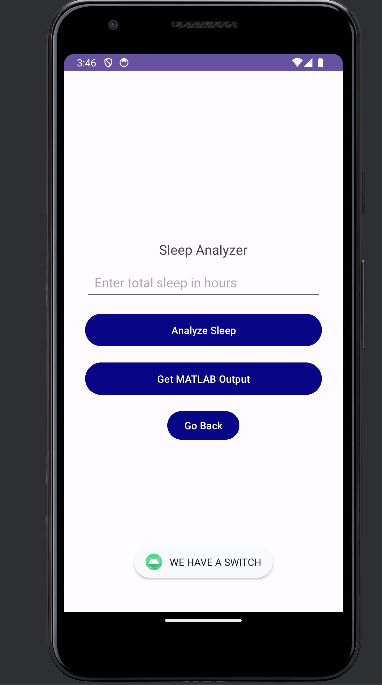 3:46
Sleep Analyzer
Enter total sleep in hours
Analyze Sleep
Get MATLAB Output
Go Back
WE HAVE A SWITCH